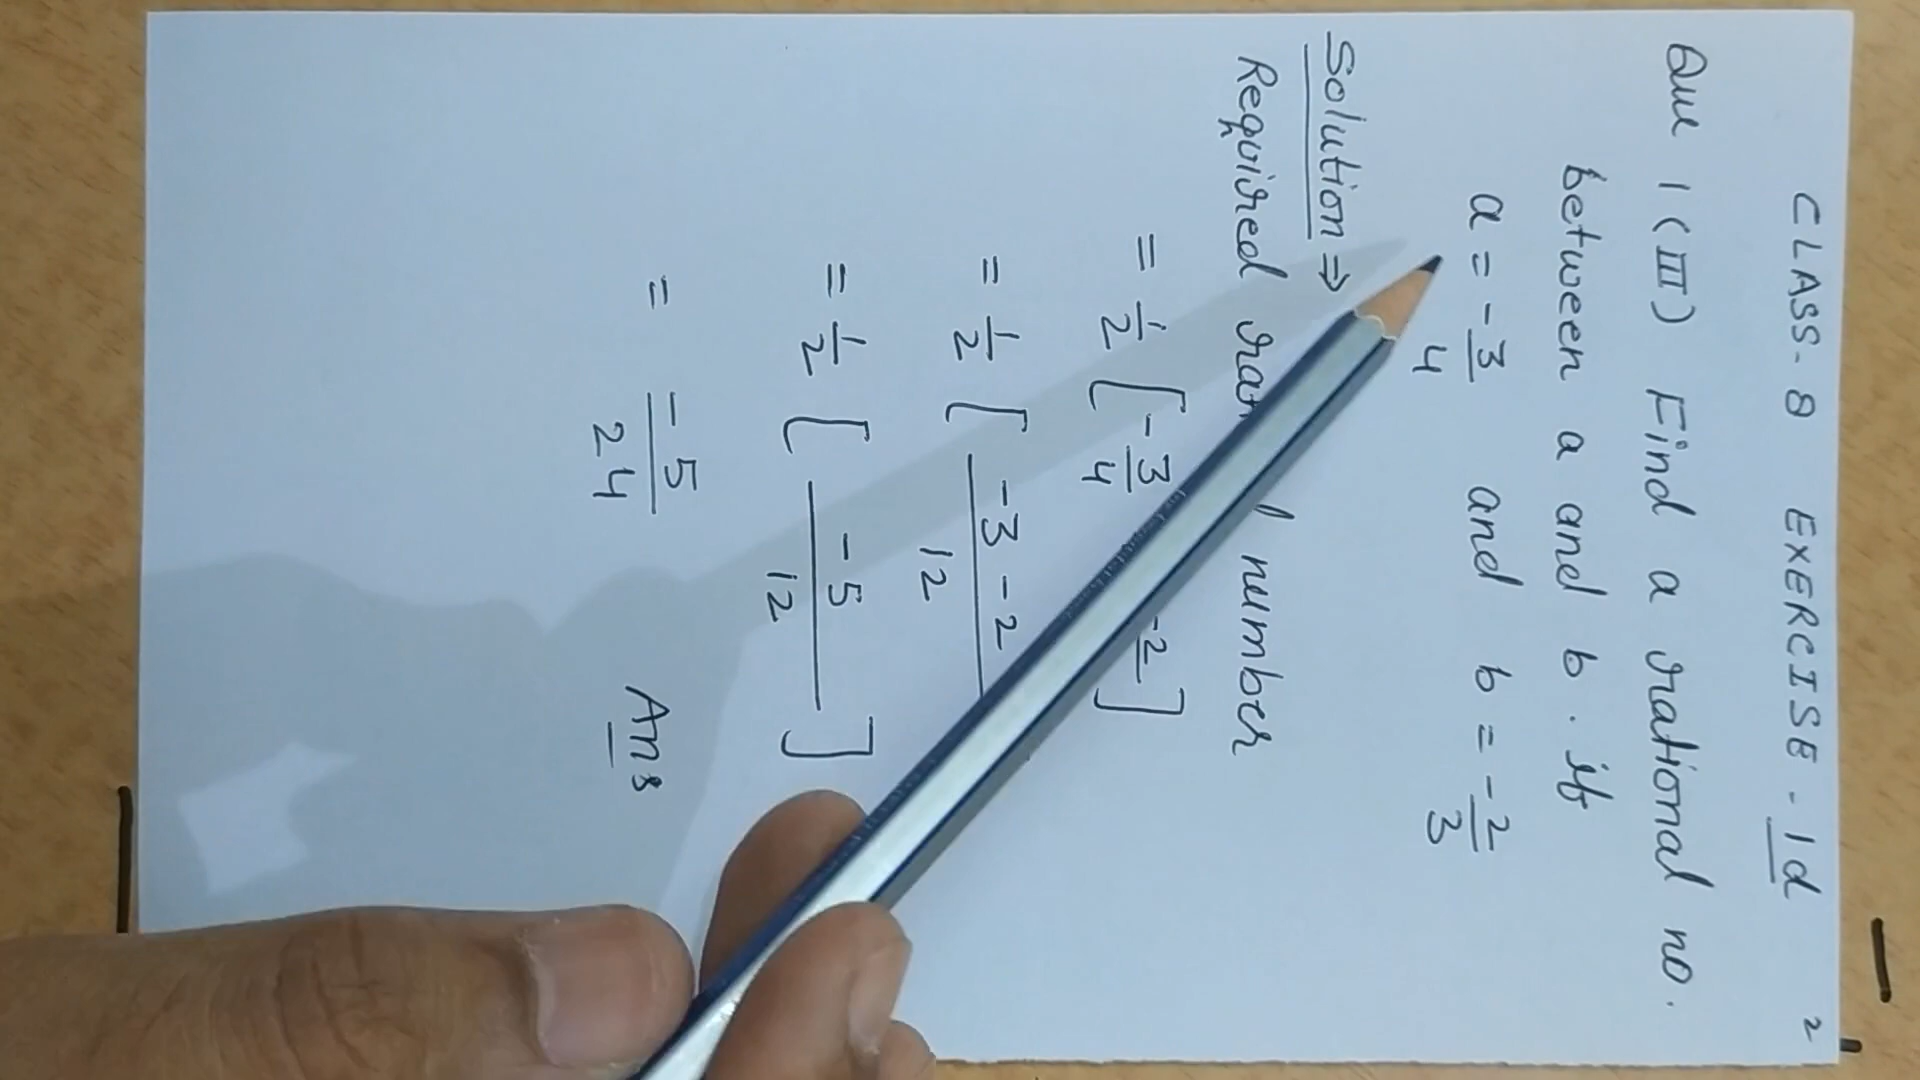 CLASS-8 EXERCISE-1d 2
Que 1 (III) Find a rational no.
between a and b. if
a = -3/4 and b = -2/3
Solution ⇒
Required number
= 1/2 [ -3/4 -2 ]
= 1/2 [ -3 -2 / 12
= 1/2 [ -5 / 12 ]
= -5/24 Ans